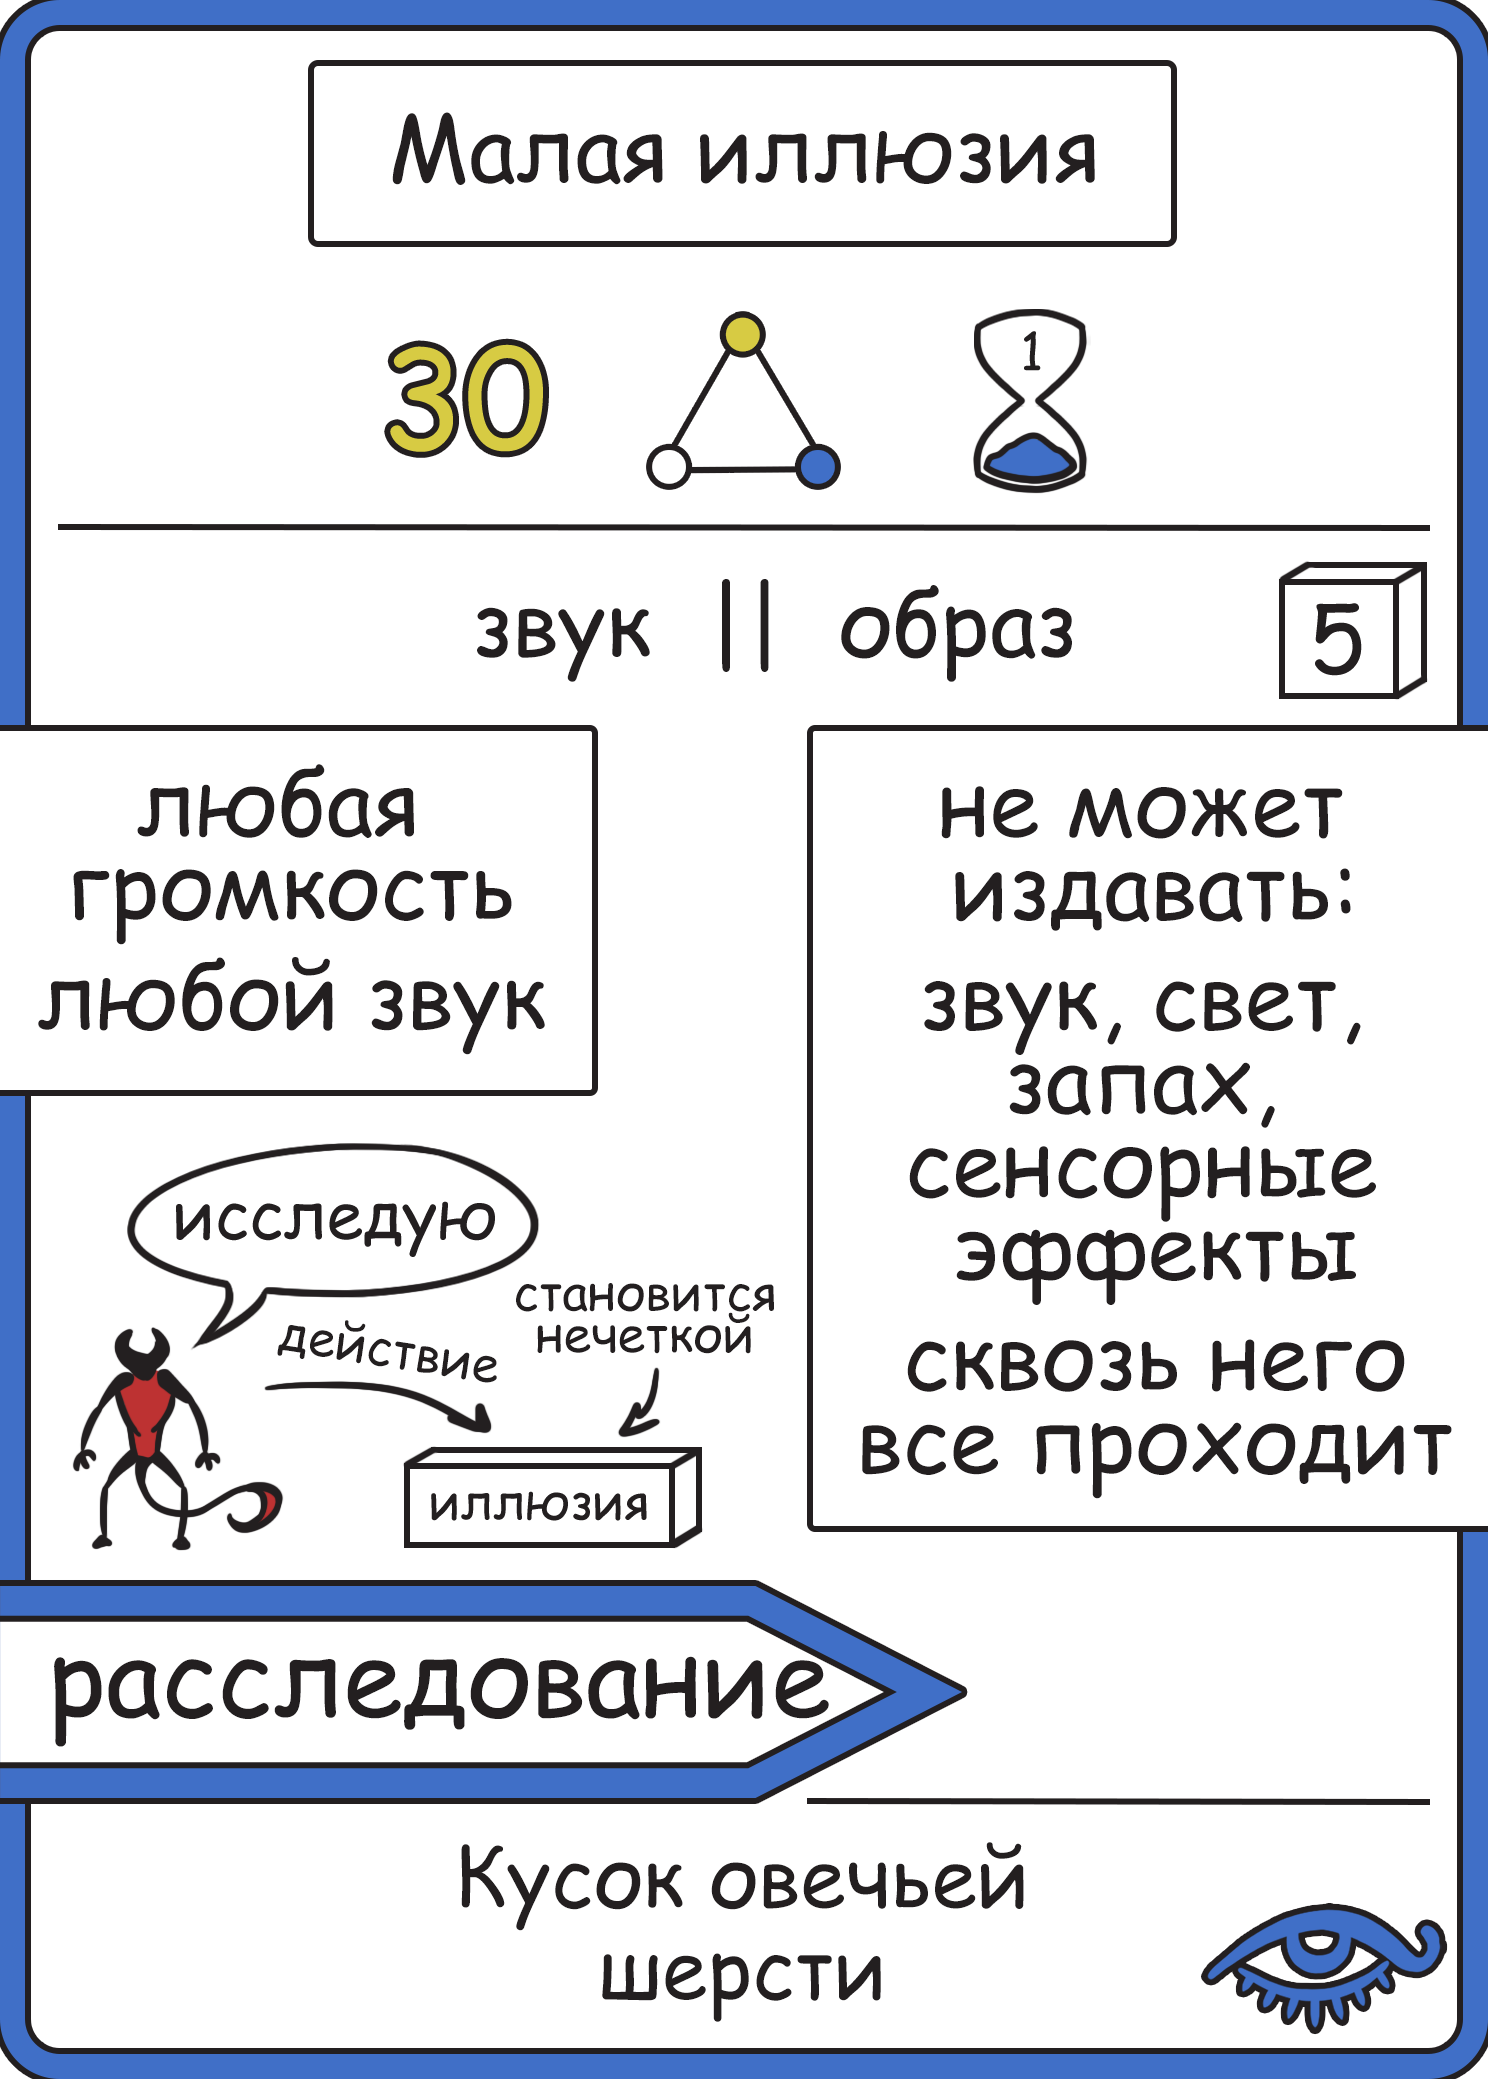 Малая иллюзия
30
1
звук || образ
5
любая
громкость
любой звук
не может
издавать:
звук, свет,
запах,
сенсорные
эффекты
сквозь него
все проходит
исследую
действие
становится
нечеткой
иллюзия
расследование
Кусок овечьей
шерсти